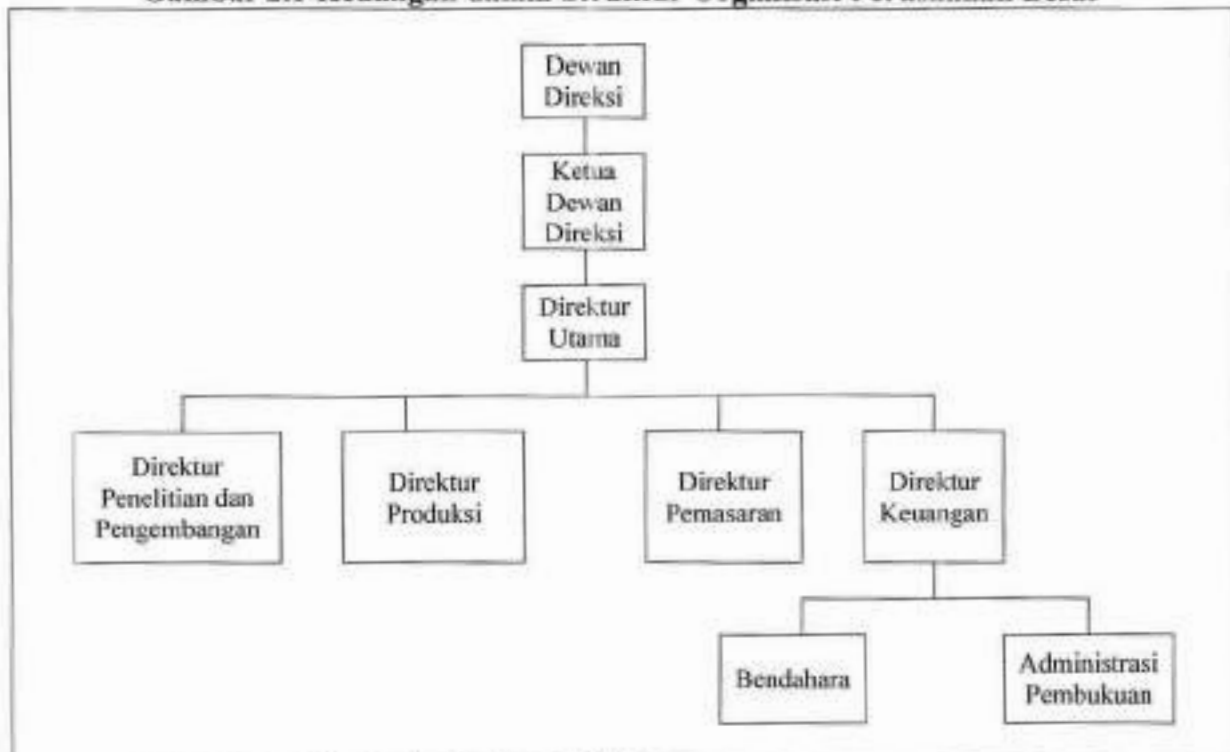 Dewan
Direksi
Ketua
Dewan
Direksi
Direktur
Utama
Direktur
Penelitian dan
Pengembangan
Direktur
Produksi
Direktur
Pemasaran
Direktur
Keuangan
Bendahara
Administrasi
Pembukuan